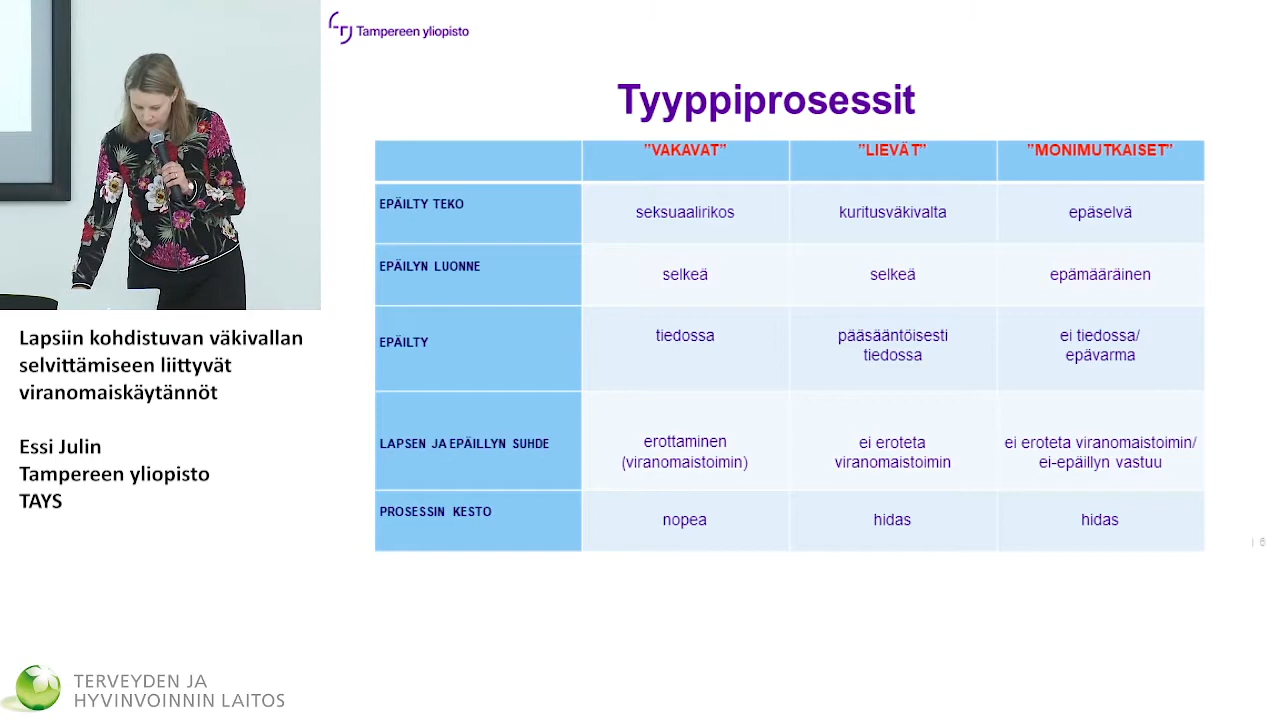 Tampereen yliopisto
Tyyppiprosessit
"VAKAVAT" "LIEVÄT" "MONIMUTKAISET"
EPÄILTY TEKO seksuaalirikos kuritusväkivalta epäselvä
EPÄILYN LUONNE selkeä selkeä epämääräinen
EPÄILTY tiedossa pääsääntöisesti ei tiedossa/
tiedossa epävarma
LAPSEN JA EPÄILLYN SUHDE erottaminen ei eroteta ei eroteta viranomaistoimin/
(viranomaistoimin) viranomaistoimin ei-epäillyn vastuu
PROSESSIN KESTO nopea hidas hidas
| 6
Lapsiin kohdistuvan väkivallan
selvittämiseen liittyvät
viranomaiskäytännöt
Essi Julin
Tampereen yliopisto
TAYS
TERVEYDEN JA
HYVINVOINNIN LAITOS